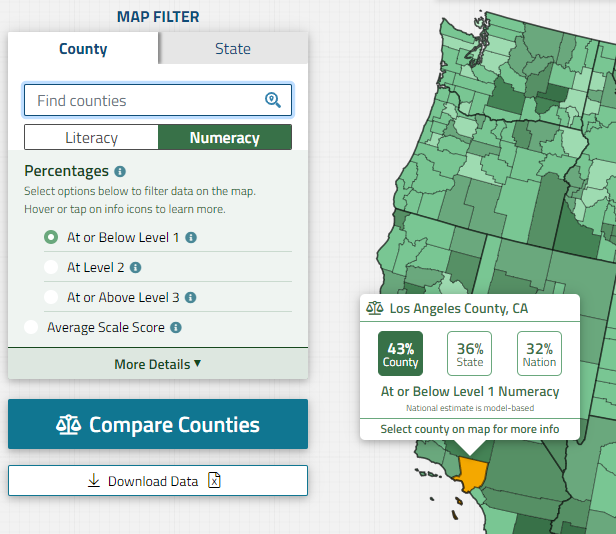 MAP FILTER
County
State
Find counties
Literacy
Numeracy
Percentages
Select options below to filter data on the map.
Hover or tap on info icons to learn more.
At or Below Level 1
At Level 2
At or Above Level 3
Average Scale Score
More Details ▼
Compare Counties
Download Data
Los Angeles County, CA
43%
County
36%
State
32%
Nation
At or Below Level 1 Numeracy
National estimate is model-based
Select county on map for more info